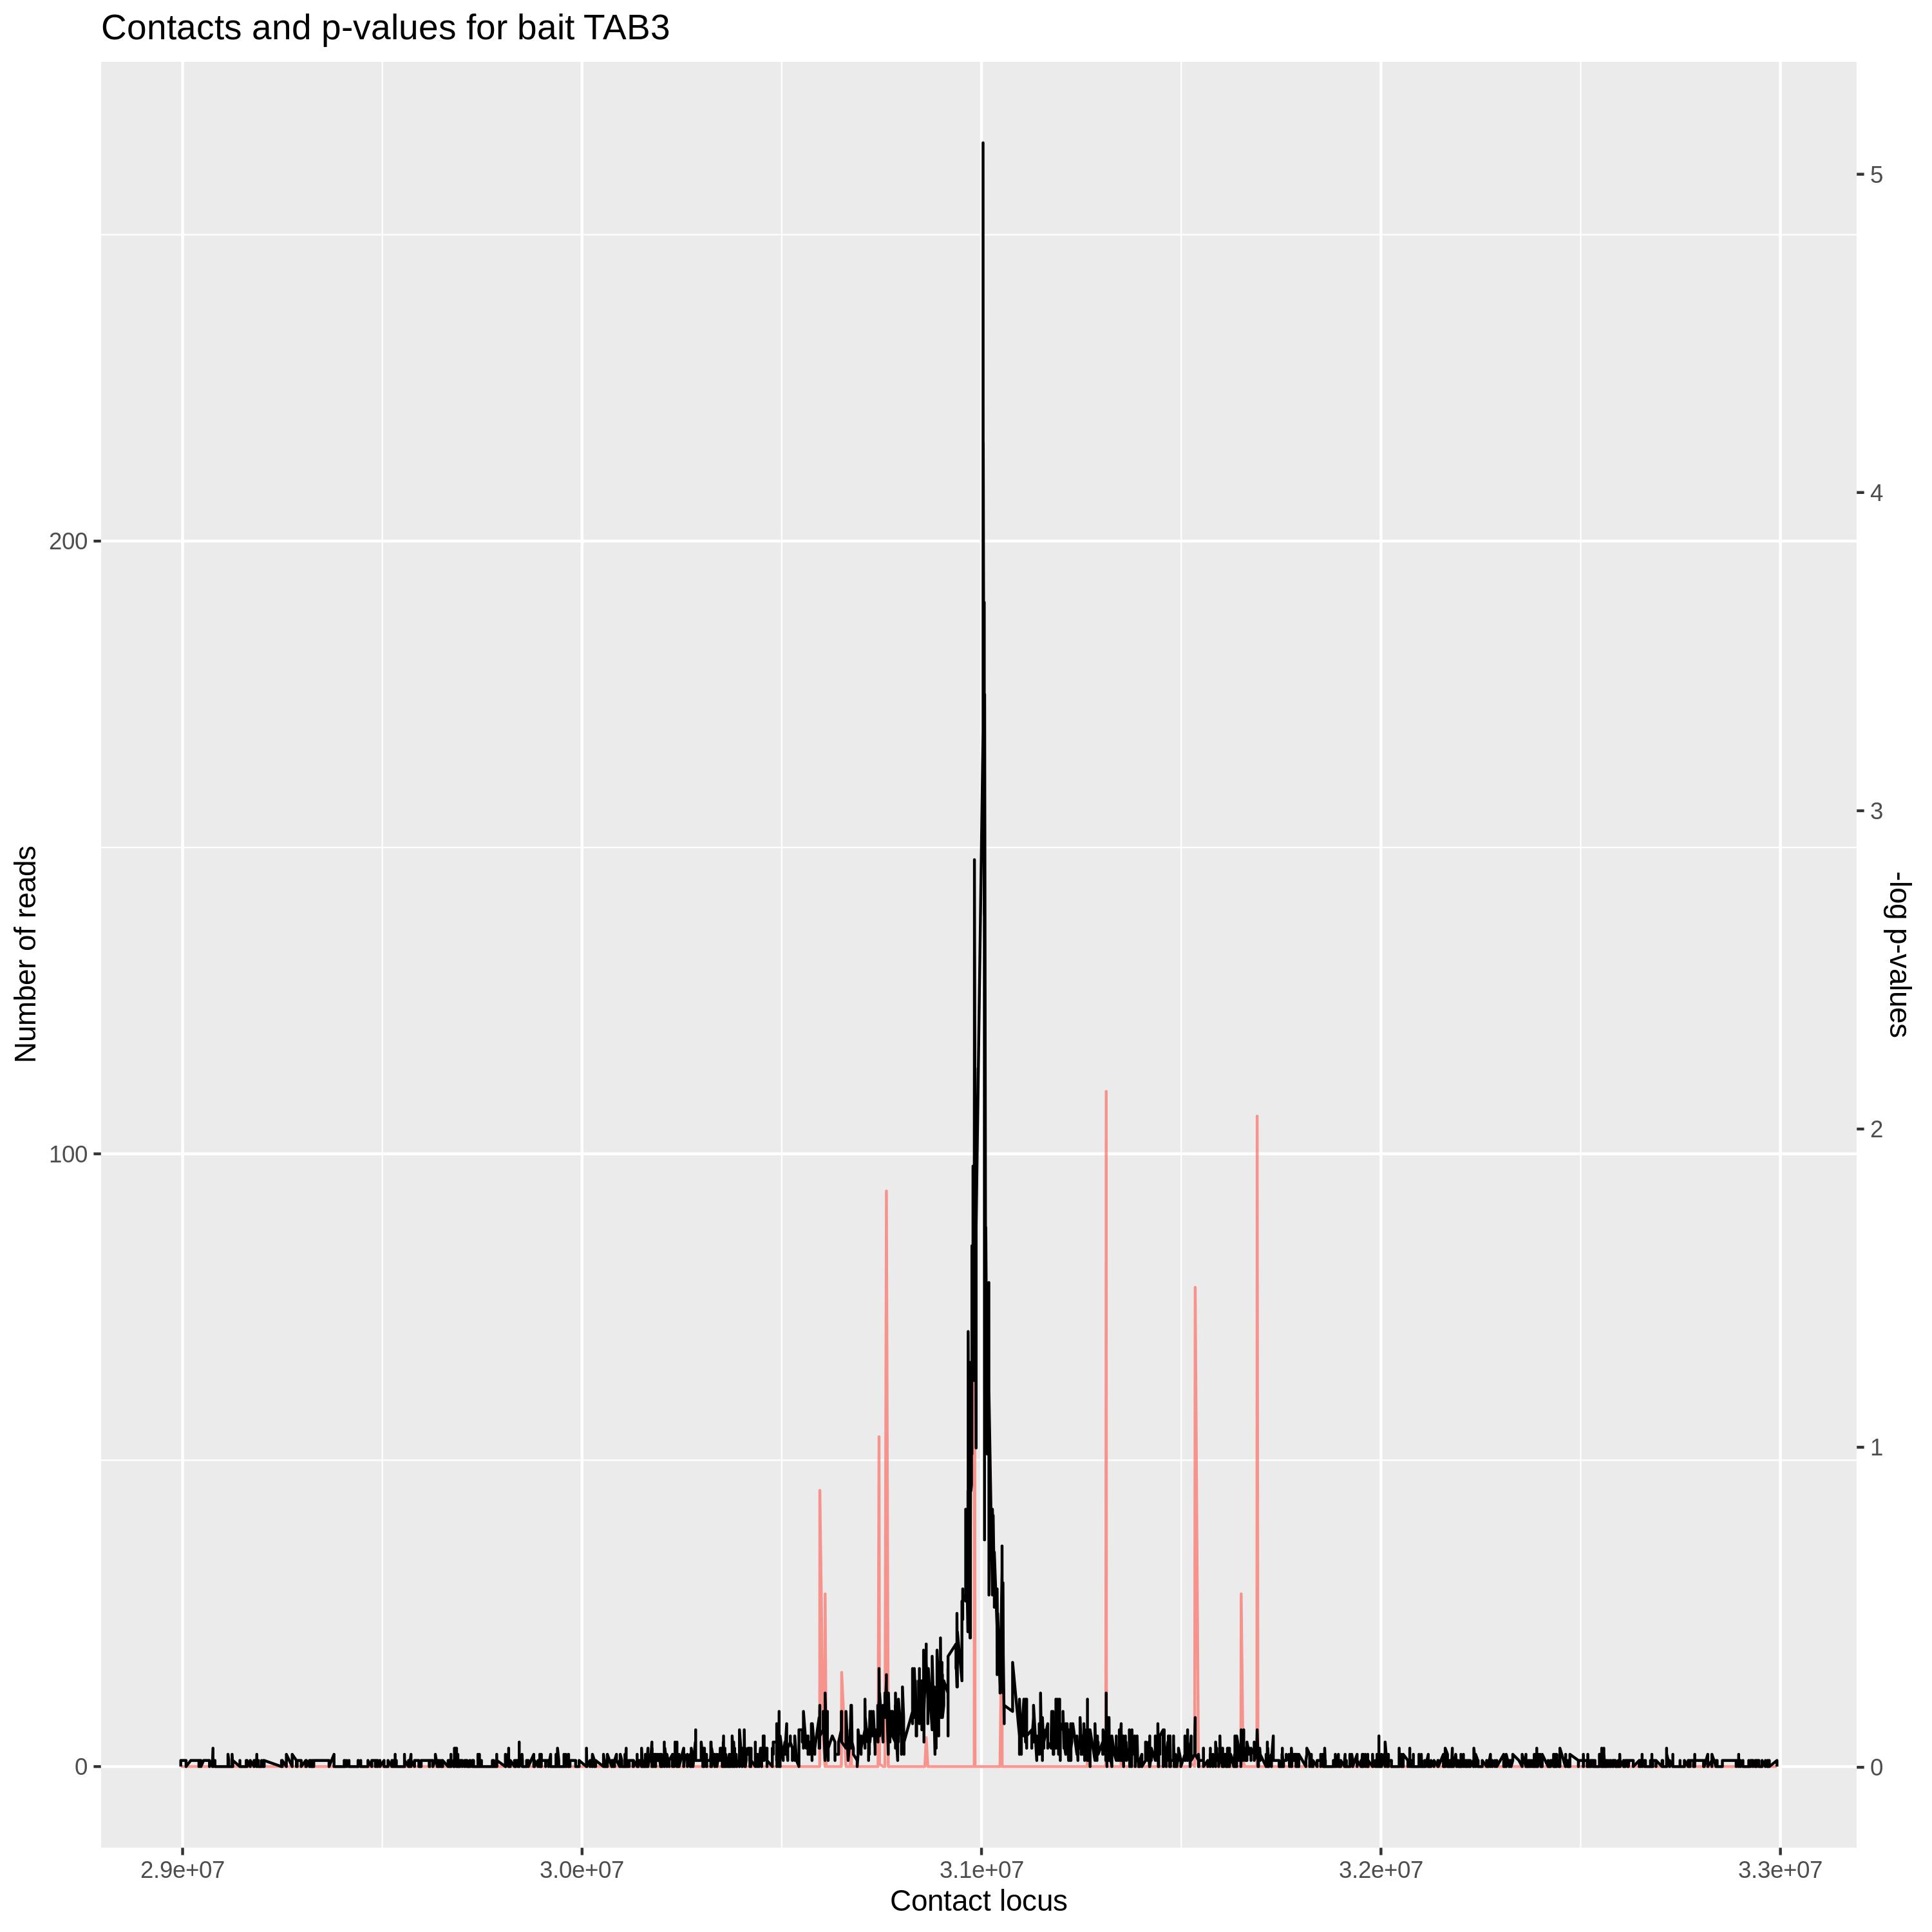 Contacts and p-values for bait TAB3
Number of reads
200
100
0
5
4
3
2
1
0
-log p-values
2.9e+07
3.0e+07
3.1e+07
3.2e+07
3.3e+07
Contact locus